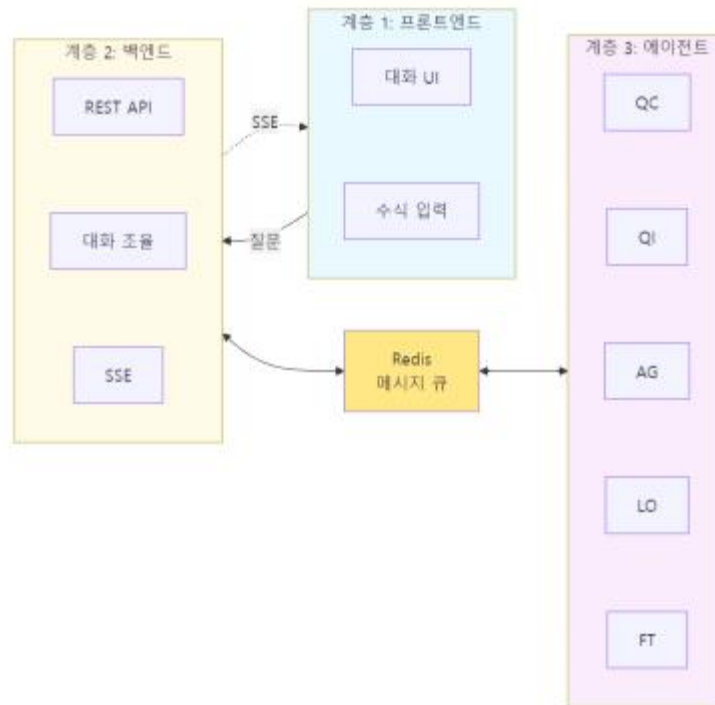 계층 2: 백엔드
REST API
대화 조율
SSE
SSE
질문
계층 1: 프론트엔드
대화 UI
수식 입력
Redis
메시지 큐
계층 3: 에이전트
QC
QI
AG
LO
FT